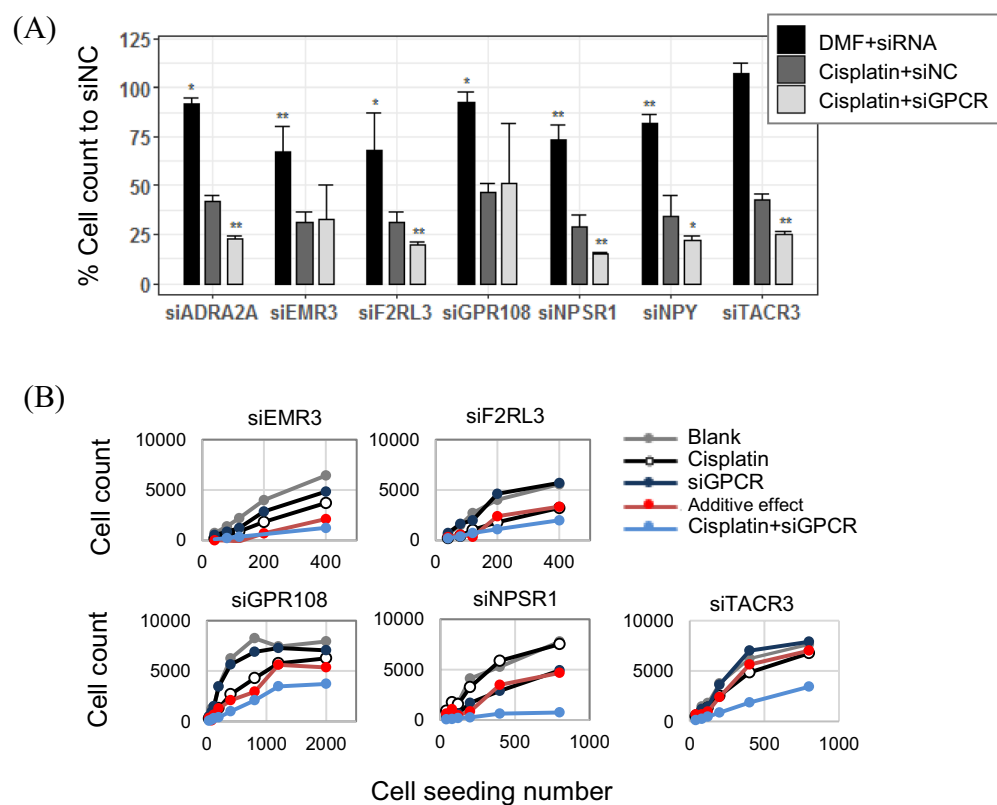 (A)
% Cell count to siNC
125
100
75
50
25
0
* ** * * ** **
** ** ** * **
siADRA2A siEMR3 siF2RL3 siGPR108 siNPSR1 siNPY siTACR3
DMF+siRNA
Cisplatin+siNC
Cisplatin+siGPCR
(B)
siEMR3
Cell count
10000
5000
0
0 200 400
siF2RL3
10000
5000
0
0 200 400
Blank
Cisplatin
siGPCR
Additive effect
Cisplatin+siGPCR
siGPR108
Cell count
10000
5000
0
0 1000 2000
siNPSR1
10000
5000
0
0 500 1000
siTACR3
10000
5000
0
0 500 1000
Cell seeding number